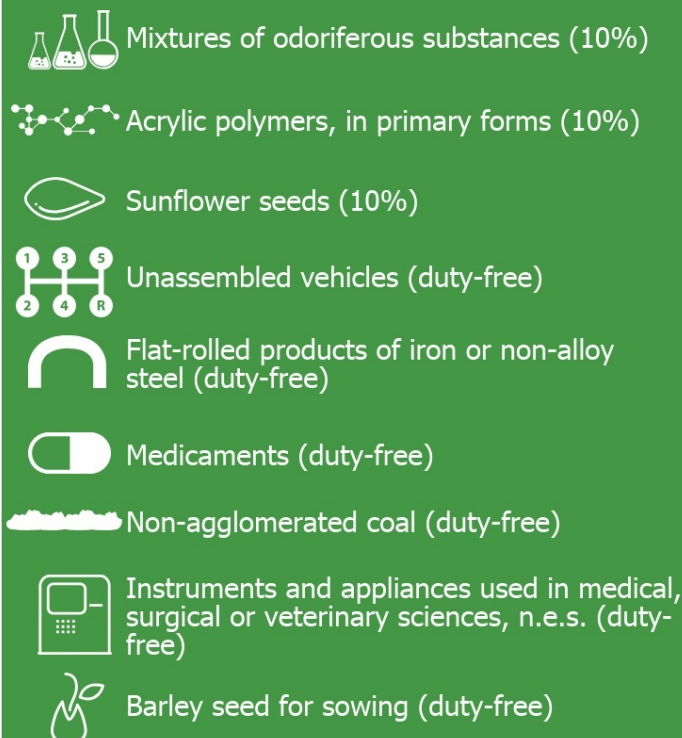 Mixtures of odoriferous substances (10%)
Acrylic polymers, in primary forms (10%)
Sunflower seeds (10%)
1 3 5
Unassembled vehicles (duty-free)
2 4 R
Flat-rolled products of iron or non-alloy
steel (duty-free)
Medicaments (duty-free)
Non-agglomerated coal (duty-free)
Instruments and appliances used in medical,
surgical or veterinary sciences, n.e.s. (duty-
free)
Barley seed for sowing (duty-free)